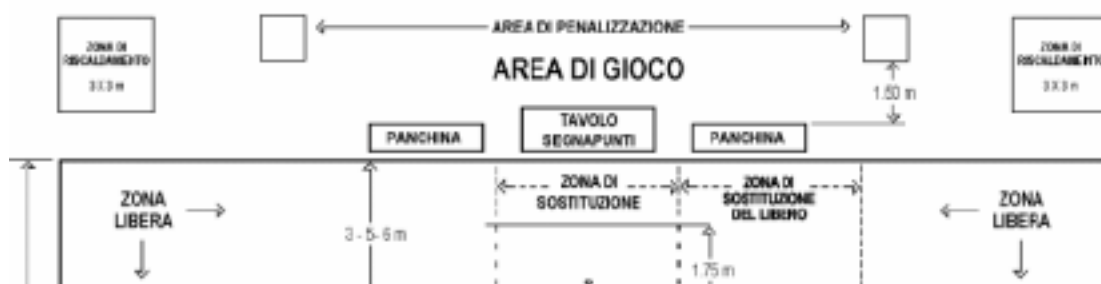 AREA DI PENALIZZAZIONE
ZONA DI
RISCALDAMENTO
3 X 3 m
ZONA DI
RISCALDAMENTO
3 X 3 m
AREA DI GIOCO
1.50 m
PANCHINA
TAVOLO
SEGNAPUNTI
PANCHINA
ZONA
LIBERA
ZONA DI
SOSTITUZIONE
ZONA DI
SOSTITUZIONE
DEL LIBERO
ZONA
LIBERA
3 - 5- 6 m
1.75 m